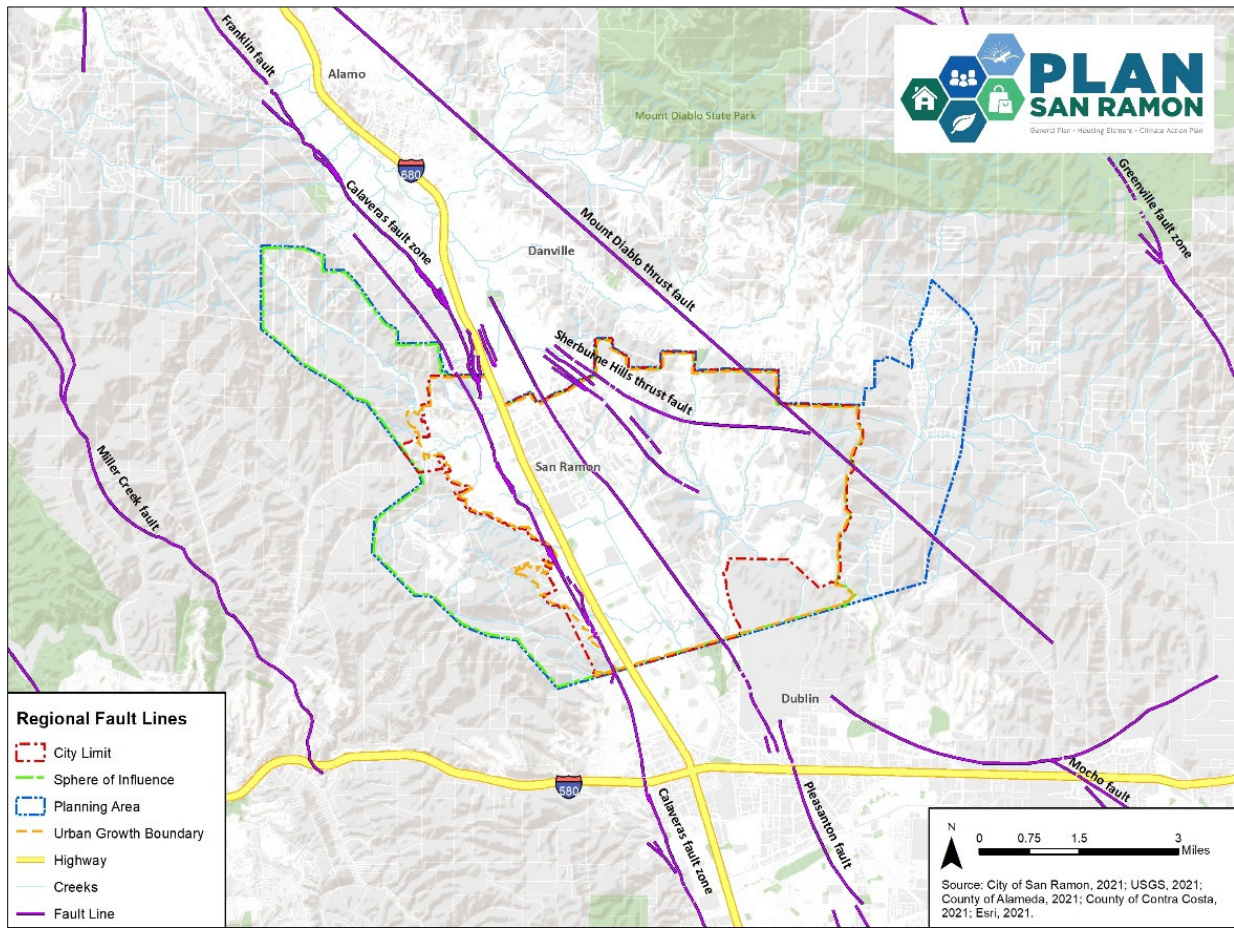 PLAN
SAN RAMON
General Plan • Housing Element • Climate Action Plan
Franklin fault
Alamo
Mount Diablo State Park
680
Greenville fault zone
Calaveras fault zone
Mount Diablo thrust fault
Danville
Sherburne Hills thrust fault
Miller Creek fault
San Ramon
Dublin
Mocho fault
580
Calaveras fault zone
Pleasanton fault
Regional Fault Lines
City Limit
Sphere of Influence
Planning Area
Urban Growth Boundary
Highway
Creeks
Fault Line
N
0 0.75 1.5 3
Miles
Source: City of San Ramon, 2021; USGS, 2021;
County of Alameda, 2021; County of Contra Costa,
2021; Esri, 2021.